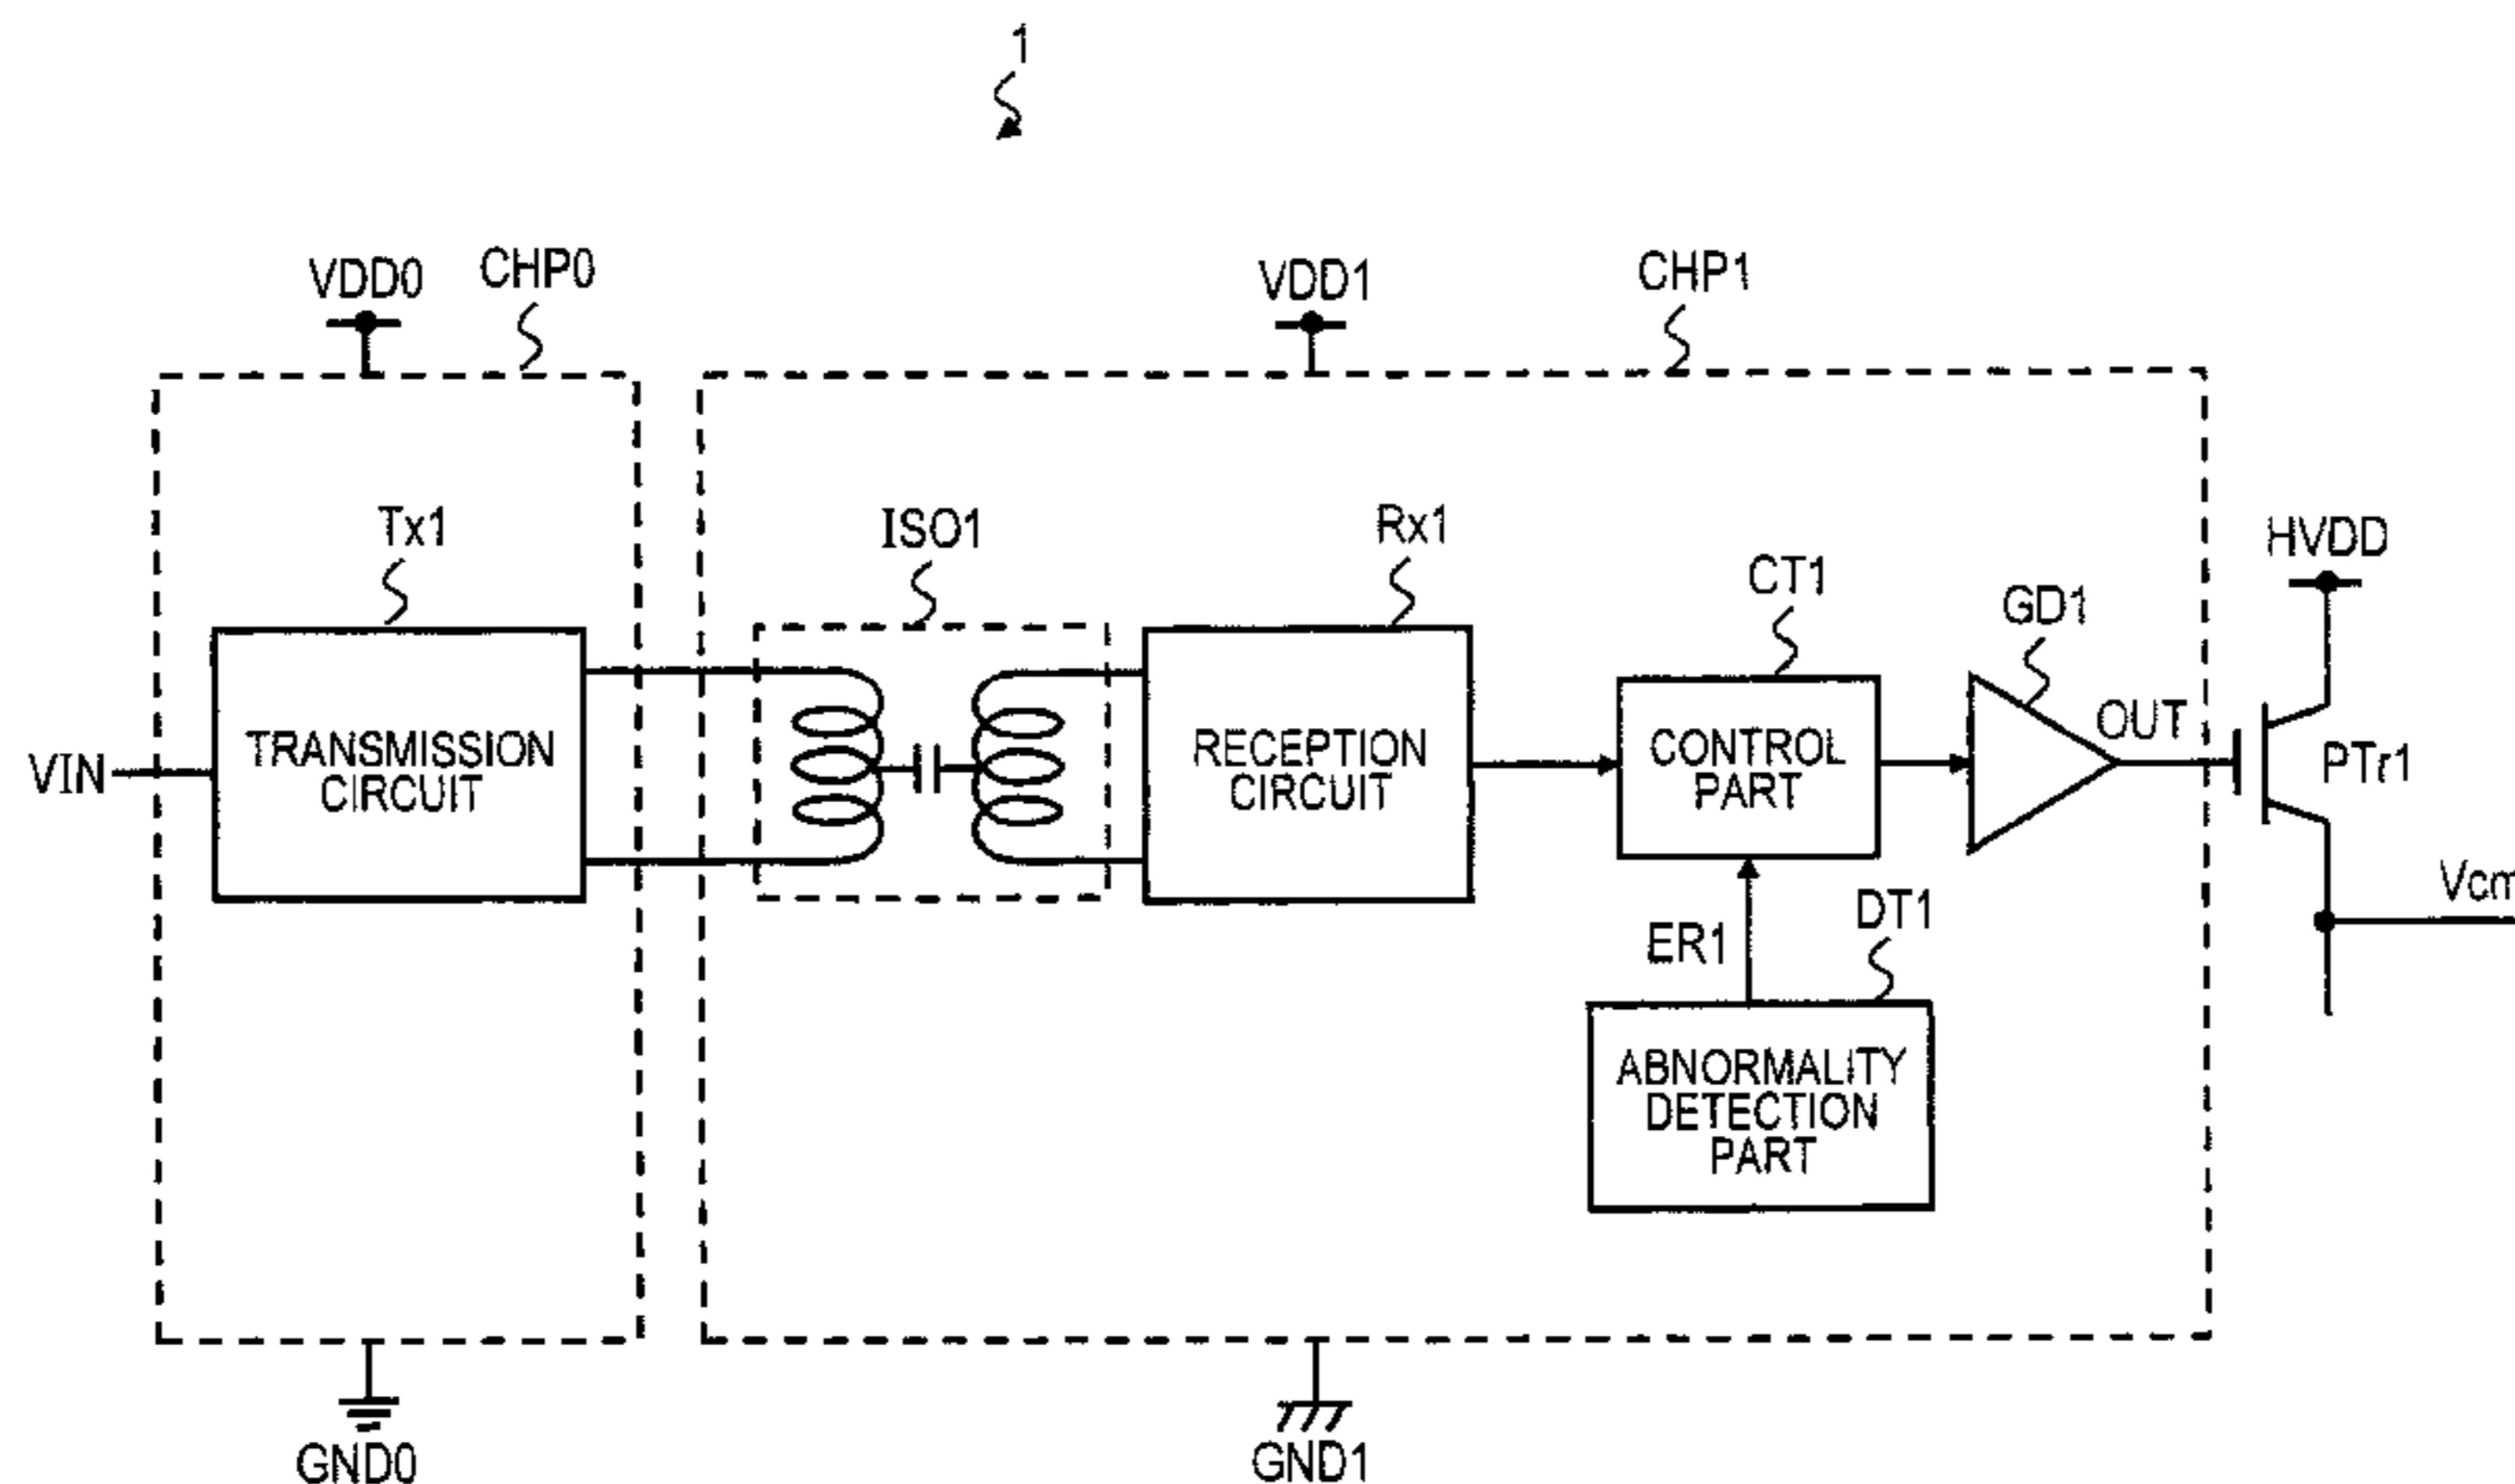 1
VDD0
CHP0
VDD1
CHP1
Tx1
ISO1
Rx1
CT1
GD1
HVDD
VIN
TRANSMISSION
CIRCUIT
RECEPTION
CIRCUIT
CONTROL
PART
OUT
PTr1
Vcm
ER1
DT1
ABNORMALITY
DETECTION
PART
GND0
GND1